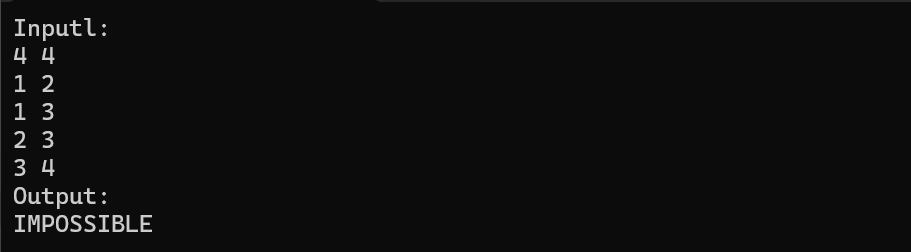 Inputl:
4 4
1 2
1 3
2 3
3 4
Output:
IMPOSSIBLE